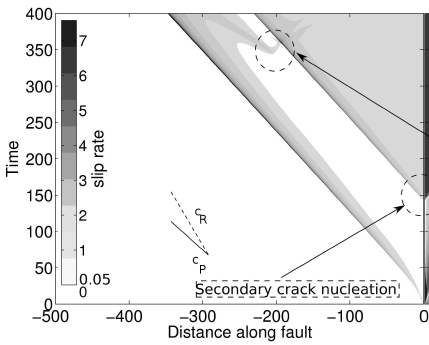 400
350
300
250
200
150
100
50
0
Time
7
6
5
4
3
2
1
0.05
0
slip rate
c_R
c_P
Secondary crack nucleation
−500 −400 −300 −200 −100 0
Distance along fault